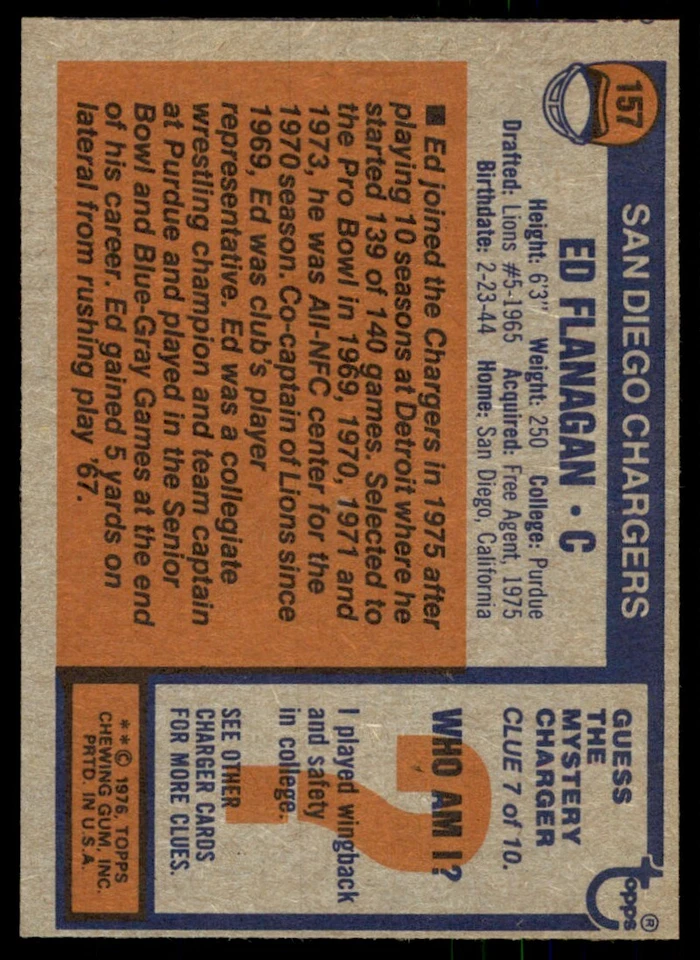 157
SAN DIEGO CHARGERS
ED FLANAGAN • C
Height: 6'3" Weight: 250 College: Purdue
Drafted: Lions #5-1965 Acquired: Free Agent, 1975
Birthdate: 2-23-44 Home: San Diego, California
■ Ed joined the Chargers in 1975 after
playing 10 seasons at Detroit where he
started 139 of 140 games. Selected to
the Pro Bowl in 1969, 1970, 1971 and
1973, he was All-NFC center for the
1970 season. Co-captain of Lions since
1969, Ed was club's player
representative. Ed was a collegiate
wrestling champion and team captain
at Purdue and played in the Senior
Bowl and Blue-Gray Games at the end
of his career. Ed gained 5 yards on
lateral from rushing play '67.
topps®
GUESS
THE
MYSTERY
CHARGER
CLUE 7 of 10.
?
WHO AM I?
I played wingback
and safety
in college.
SEE OTHER
CHARGER CARDS
FOR MORE CLUES.
**© 1976, TOPPS
CHEWING GUM, INC.
PRTD. IN U.S.A.